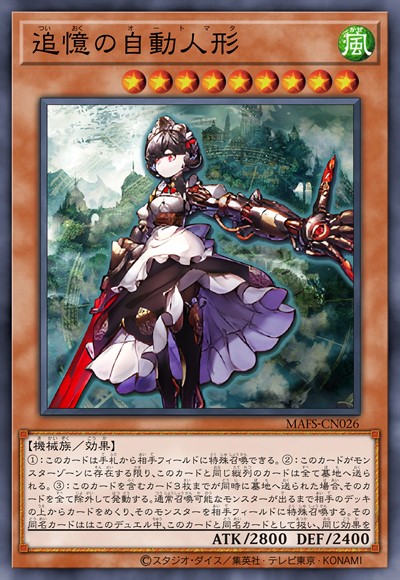 追憶の自動人形
ついおく
オートマタ
風
かぜ
MAFS-CN026
【機械族／効果】
①：このカードは手札から相手フィールドに特殊召喚できる。②：このカードがモ
ンスターゾーンに存在する限り、このカードと同じ縦列のカードは全て墓地へ送ら
れる。③：このカードを含むカード３枚までが同時に墓地へ送られた場合、そのカー
ドを全て除外して発動する。通常召喚可能なモンスターが出るまで相手のデッキ
の上からカードをめくり、そのモンスターを相手フィールドに特殊召喚する。その
同名カードははこのデュエル中、このカードと同名カードとして扱い、同じ効果を
ATK/2800 DEF/2400
©スタジオ・ダイス／集英社・テレビ東京・KONAMI